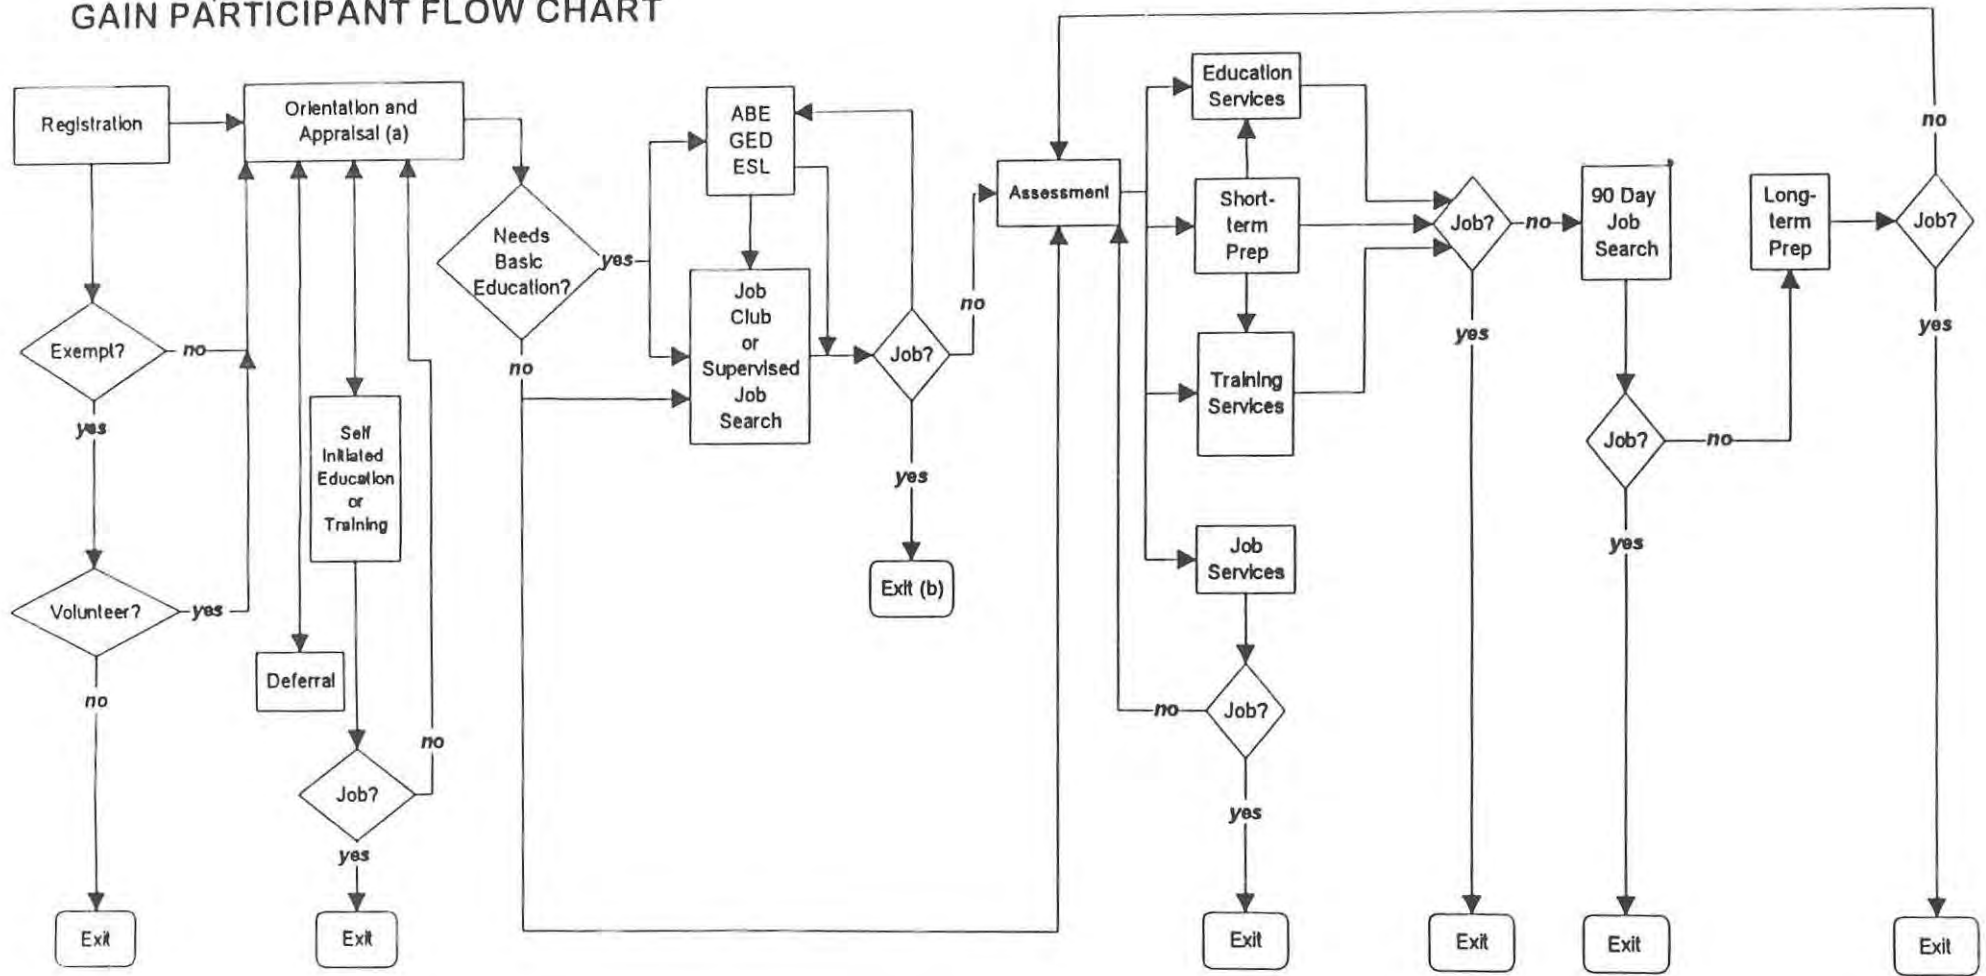 GAIN PARTICIPANT FLOW CHART
Registration
Exempt?
no
yes
Volunteer?
yes
no
Exit
Orientation and
Appraisal (a)
Deferral
Self
Initiated
Education
or
Training
Job?
no
yes
Exit
Needs
Basic
Education?
yes
no
ABE
GED
ESL
Job
Club
or
Supervised
Job
Search
Job?
no
yes
Exit (b)
Assessment
Education
Services
Short-
term
Prep
Training
Services
Job
Services
Job?
no
yes
Exit
Job?
no
yes
Exit
90 Day
Job
Search
Job?
no
yes
Exit
Long-
term
Prep
Job?
no
yes
Exit